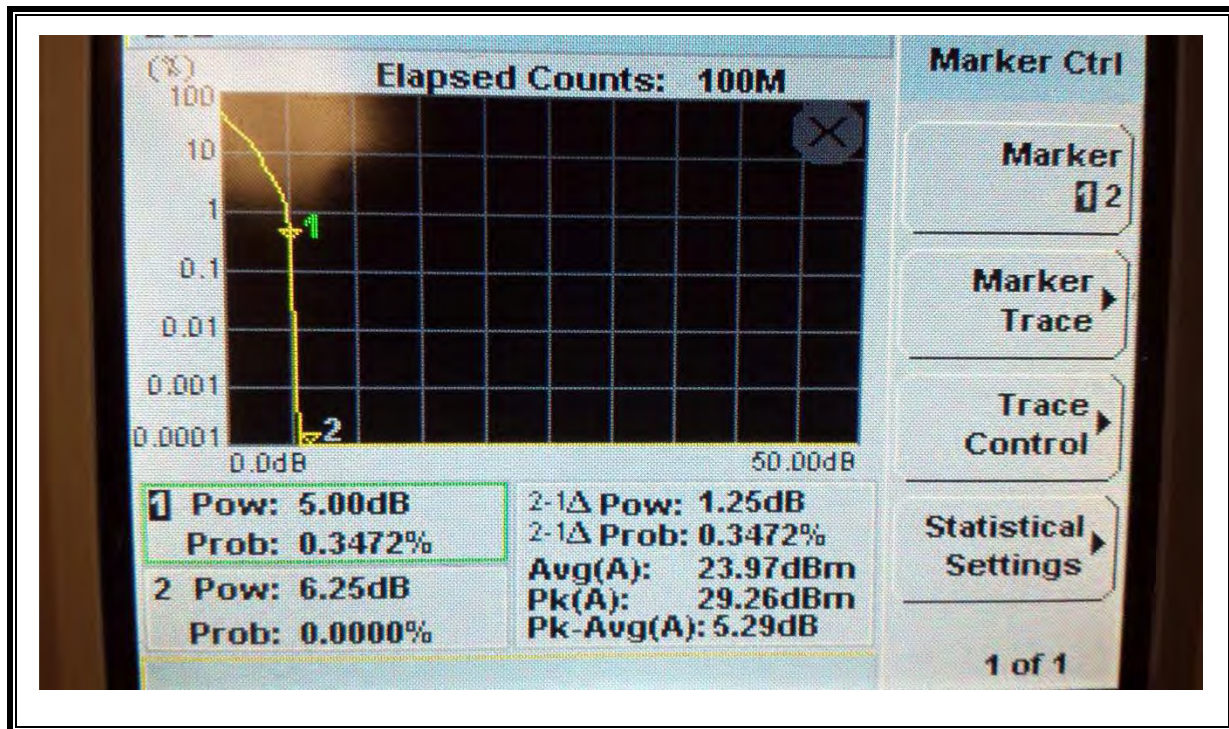 (%)
Elapsed Counts: 100M
100
10
1
0.1
0.01
0.001
0.0001
1
2
0.0dB
50.00dB
1 Pow: 5.00dB
Prob: 0.3472%
2 Pow: 6.25dB
Prob: 0.0000%
2-1Δ Pow: 1.25dB
2-1Δ Prob: 0.3472%
Avg(A): 23.97dBm
Pk(A): 29.26dBm
Pk-Avg(A): 5.29dB
Marker Ctrl
Marker
1 2
Marker
Trace
Trace
Control
Statistical
Settings
1 of 1